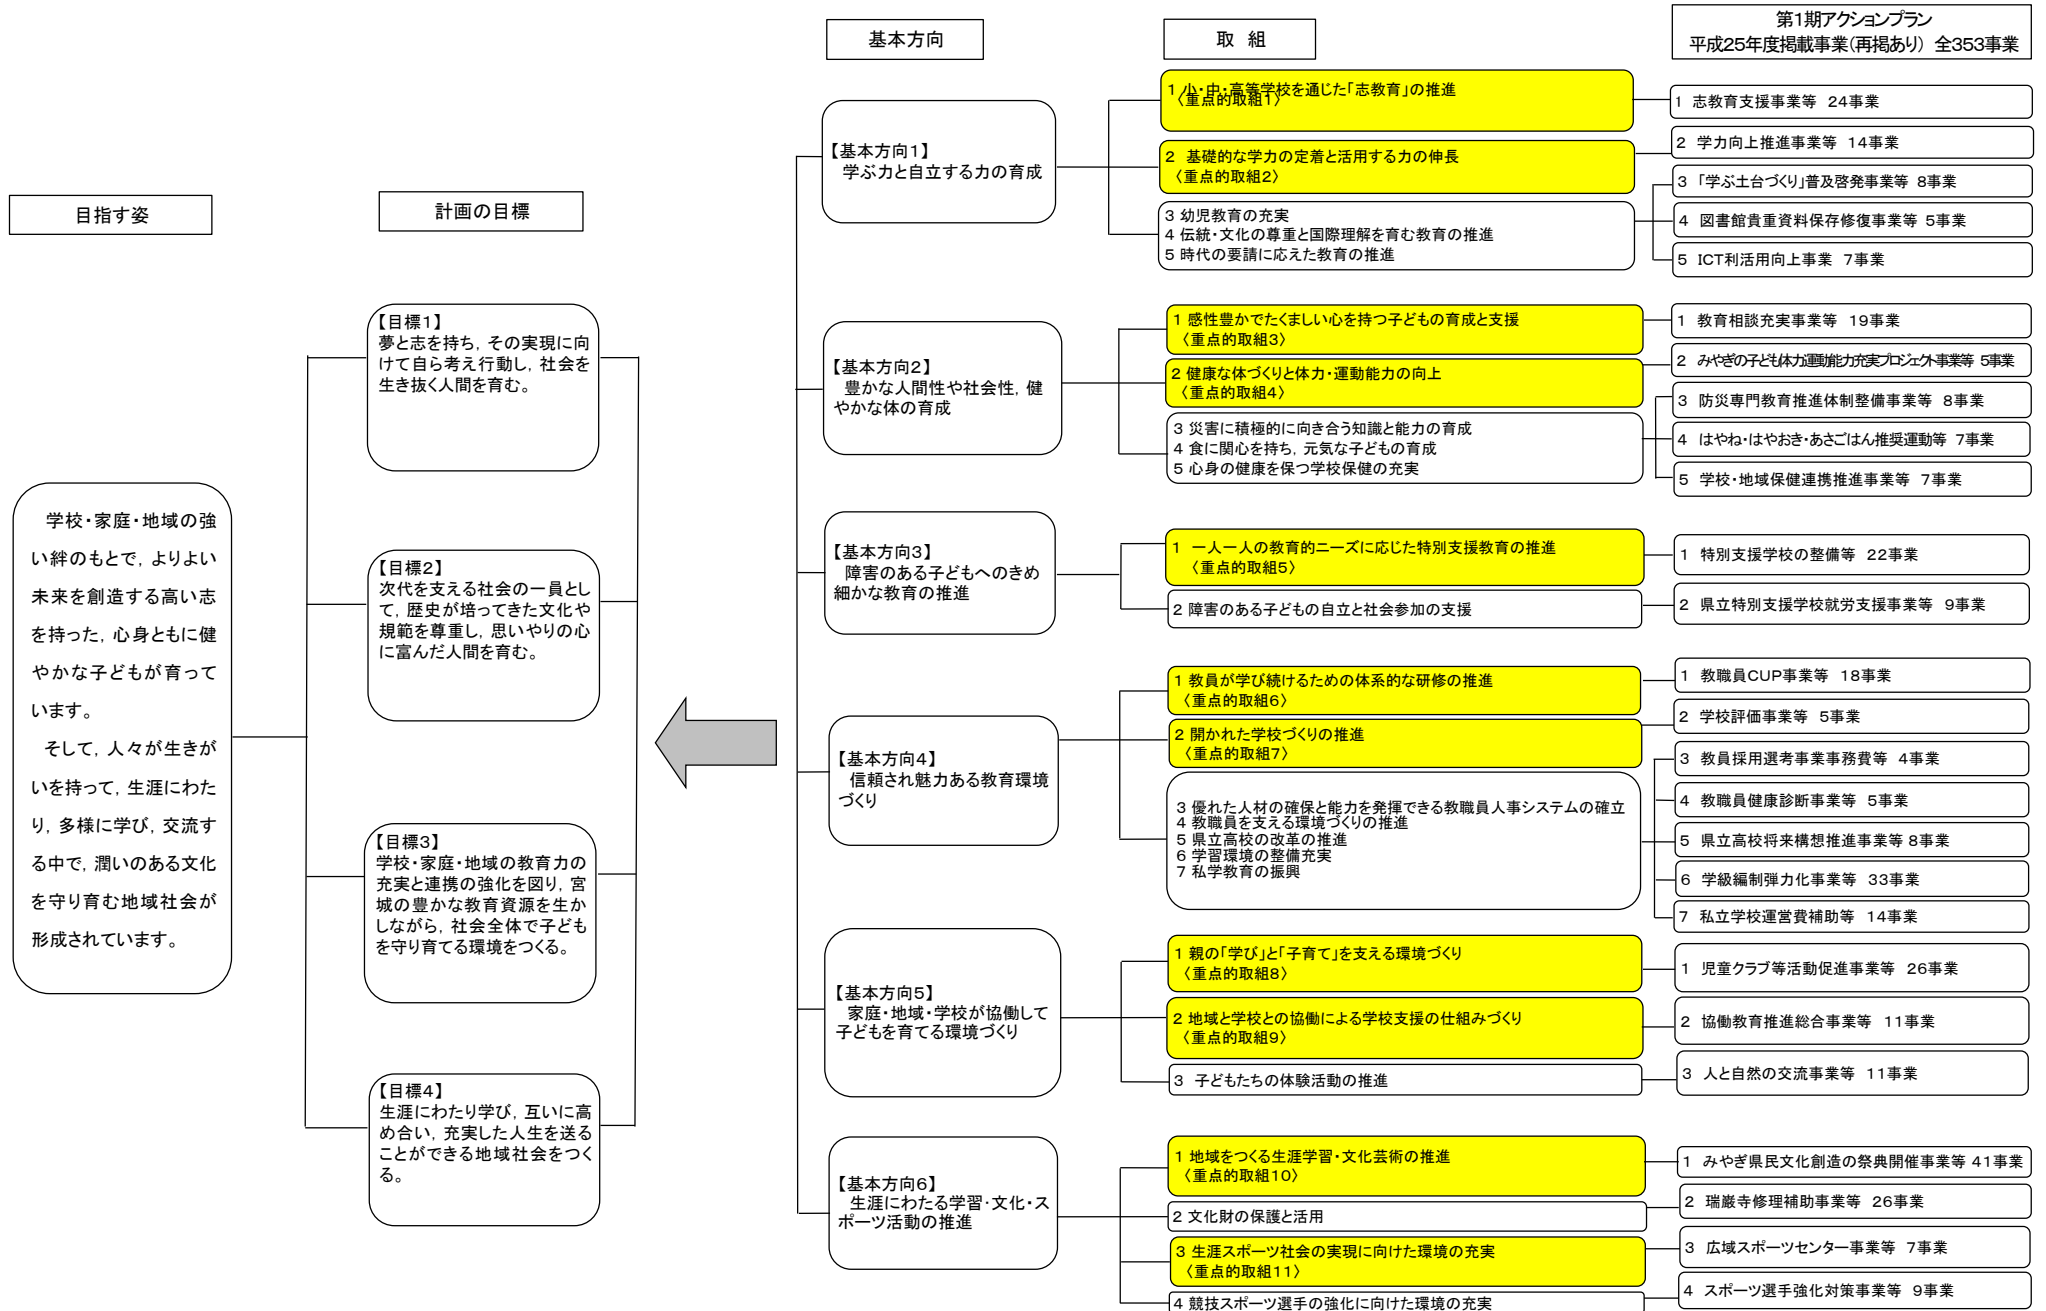 目指す姿
学校・家庭・地域の強
い絆のもとで，よりよい
未来を創造する高い志
を持った，心身ともに健
やかな子どもが育って
います。
そして，人々が生きが
いを持って，生涯にわた
り，多様に学び，交流す
る中で，潤いのある文化
を守り育む地域社会が
形成されています。
計画の目標
【目標1】
夢と志を持ち，その実現に向
けて自ら考え行動し，社会を
生き抜く人間を育む。
【目標2】
次代を支える社会の一員とし
て，歴史が培ってきた文化や
規範を尊重し，思いやりの心
に富んだ人間を育む。
【目標3】
学校・家庭・地域の教育力の
充実と連携の強化を図り，宮
城の豊かな教育資源を生か
しながら，社会全体で子ども
を守り育てる環境をつくる。
【目標4】
生涯にわたり学び，互いに高
め合い，充実した人生を送る
ことができる地域社会をつく
る。
基本方向
【基本方向1】
学ぶ力と自立する力の育成
【基本方向2】
豊かな人間性や社会性，健
やかな体の育成
【基本方向3】
障害のある子どもへのきめ
細かな教育の推進
【基本方向4】
信頼され魅力ある教育環境
づくり
【基本方向5】
家庭・地域・学校が協働して
子どもを育てる環境づくり
【基本方向6】
生涯にわたる学習・文化・ス
ポーツ活動の推進
取 組
1 小・中・高等学校を通じた「志教育」の推進
〈重点的取組1〉
2 基礎的な学力の定着と活用する力の伸長
〈重点的取組2〉
3 幼児教育の充実
4 伝統・文化の尊重と国際理解を育む教育の推進
5 時代の要請に応えた教育の推進
1 感性豊かでたくましい心を持つ子どもの育成と支援
〈重点的取組3〉
2 健康な体づくりと体力・運動能力の向上
〈重点的取組4〉
3 災害に積極的に向き合う知識と能力の育成
4 食に関心を持ち，元気な子どもの育成
5 心身の健康を保つ学校保健の充実
1 一人一人の教育的ニーズに応じた特別支援教育の推進
〈重点的取組5〉
2 障害のある子どもの自立と社会参加の支援
1 教員が学び続けるための体系的な研修の推進
〈重点的取組6〉
2 開かれた学校づくりの推進
〈重点的取組7〉
3 優れた人材の確保と能力を発揮できる教職員人事システムの確立
4 教職員を支える環境づくりの推進
5 県立高校の改革の推進
6 学習環境の整備充実
7 私学教育の振興
1 親の「学び」と「子育て」を支える環境づくり
〈重点的取組8〉
2 地域と学校との協働による学校支援の仕組みづくり
〈重点的取組9〉
3 子どもたちの体験活動の推進
1 地域をつくる生涯学習・文化芸術の推進
〈重点的取組10〉
2 文化財の保護と活用
3 生涯スポーツ社会の実現に向けた環境の充実
〈重点的取組11〉
4 競技スポーツ選手の強化に向けた環境の充実
第1期アクションプラン
平成25年度掲載事業(再掲あり) 全353事業
1 志教育支援事業等 24事業
2 学力向上推進事業等 14事業
3 「学ぶ土台づくり」普及啓発事業等 8事業
4 図書館貴重資料保存修復事業等 5事業
5 ICT利活用向上事業 7事業
1 教育相談充実事業等 19事業
2 みやぎの子ども体力運動能力充実プロジェクト事業等 5事業
3 防災専門教育推進体制整備事業等 8事業
4 はやね・はやおき・あさごはん推奨運動等 7事業
5 学校・地域保健連携推進事業等 7事業
1 特別支援学校の整備等 22事業
2 県立特別支援学校就労支援事業等 9事業
1 教職員CUP事業等 18事業
2 学校評価事業等 5事業
3 教員採用選考事業事務費等 4事業
4 教職員健康診断事業等 5事業
5 県立高校将来構想推進事業等 8事業
6 学級編制弾力化事業等 33事業
7 私立学校運営費補助等 14事業
1 児童クラブ等活動促進事業等 26事業
2 協働教育推進総合事業等 11事業
3 人と自然の交流事業等 11事業
1 みやぎ県民文化創造の祭典開催事業等 41事業
2 瑞巌寺修理補助事業等 26事業
3 広域スポーツセンター事業等 7事業
4 スポーツ選手強化対策事業等 9事業